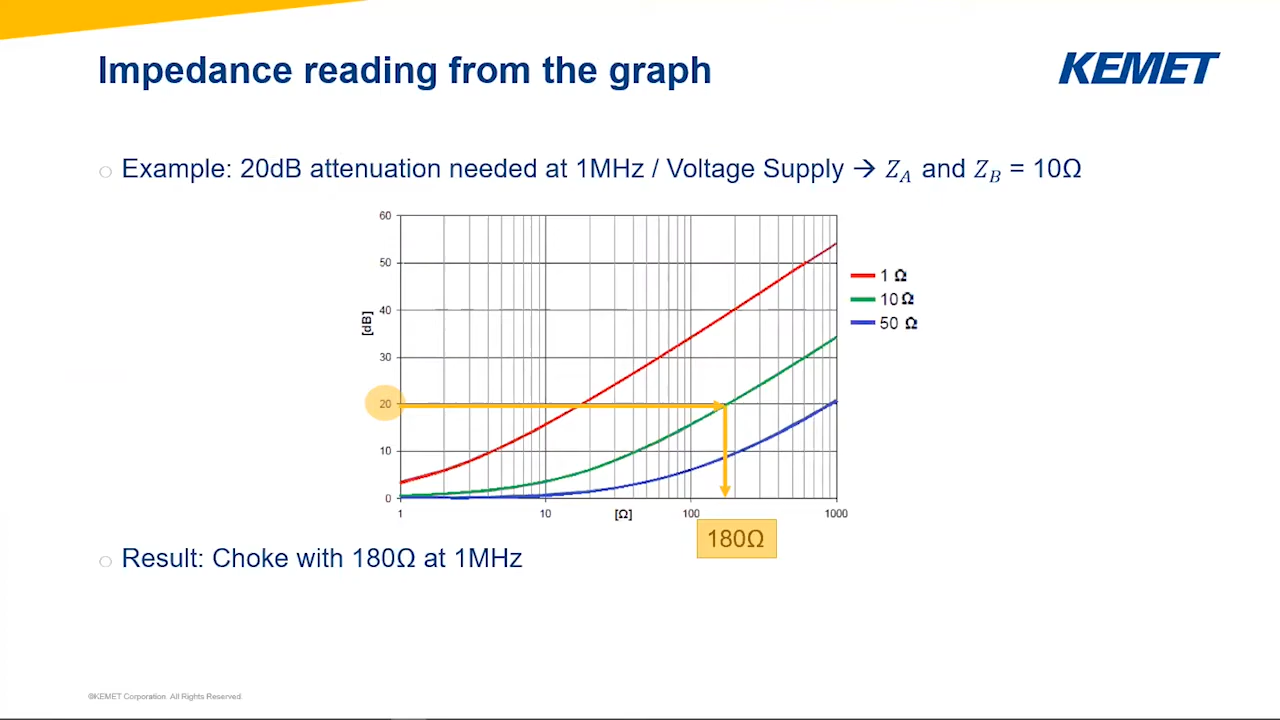 Impedance reading from the graph
KEMET
Example: 20dB attenuation needed at 1MHz / Voltage Supply → Z_A and Z_B = 10Ω
60
50
40
30
20
10
0
[dB]
1 Ω
10 Ω
50 Ω
1 10 [Ω] 100 1000
180Ω
Result: Choke with 180Ω at 1MHz
©KEMET Corporation. All Rights Reserved.